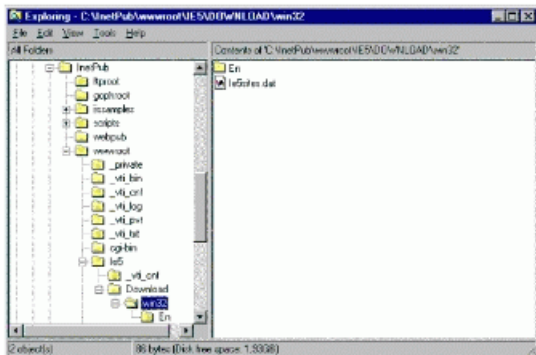 Exploring - C:\InetPub\wwwroot\IE5\DOWNLOAD\win32
File Edit View Tools Help
All Folders
Contents of 'C:\InetPub\wwwroot\IE5\DOWNLOAD\win32'
InetPub
ftproot
gophroot
iissamples
scripts
webpub
wwwroot
_private
_vti_bin
_vti_cnf
_vti_log
_vti_pvt
_vti_txt
cgi-bin
Ie5
_vti_cnf
Download
win32
En
En
Ie5sites.dat
2 object(s)
86 bytes (Disk free space: 1.93GB)